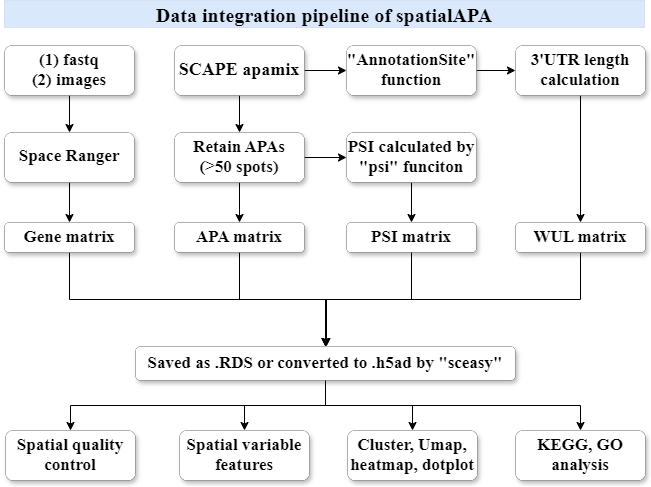 Data integration pipeline of spatialAPA
(1) fastq
(2) images
SCAPE apamix
"AnnotationSite"
function
3'UTR length
calculation
Space Ranger
Retain APAs
(>50 spots)
PSI calculated by
"psi" funciton
Gene matrix
APA matrix
PSI matrix
WUL matrix
Saved as .RDS or converted to .h5ad by "sceasy"
Spatial quality
control
Spatial variable
features
Cluster, Umap,
heatmap, dotplot
KEGG, GO
analysis